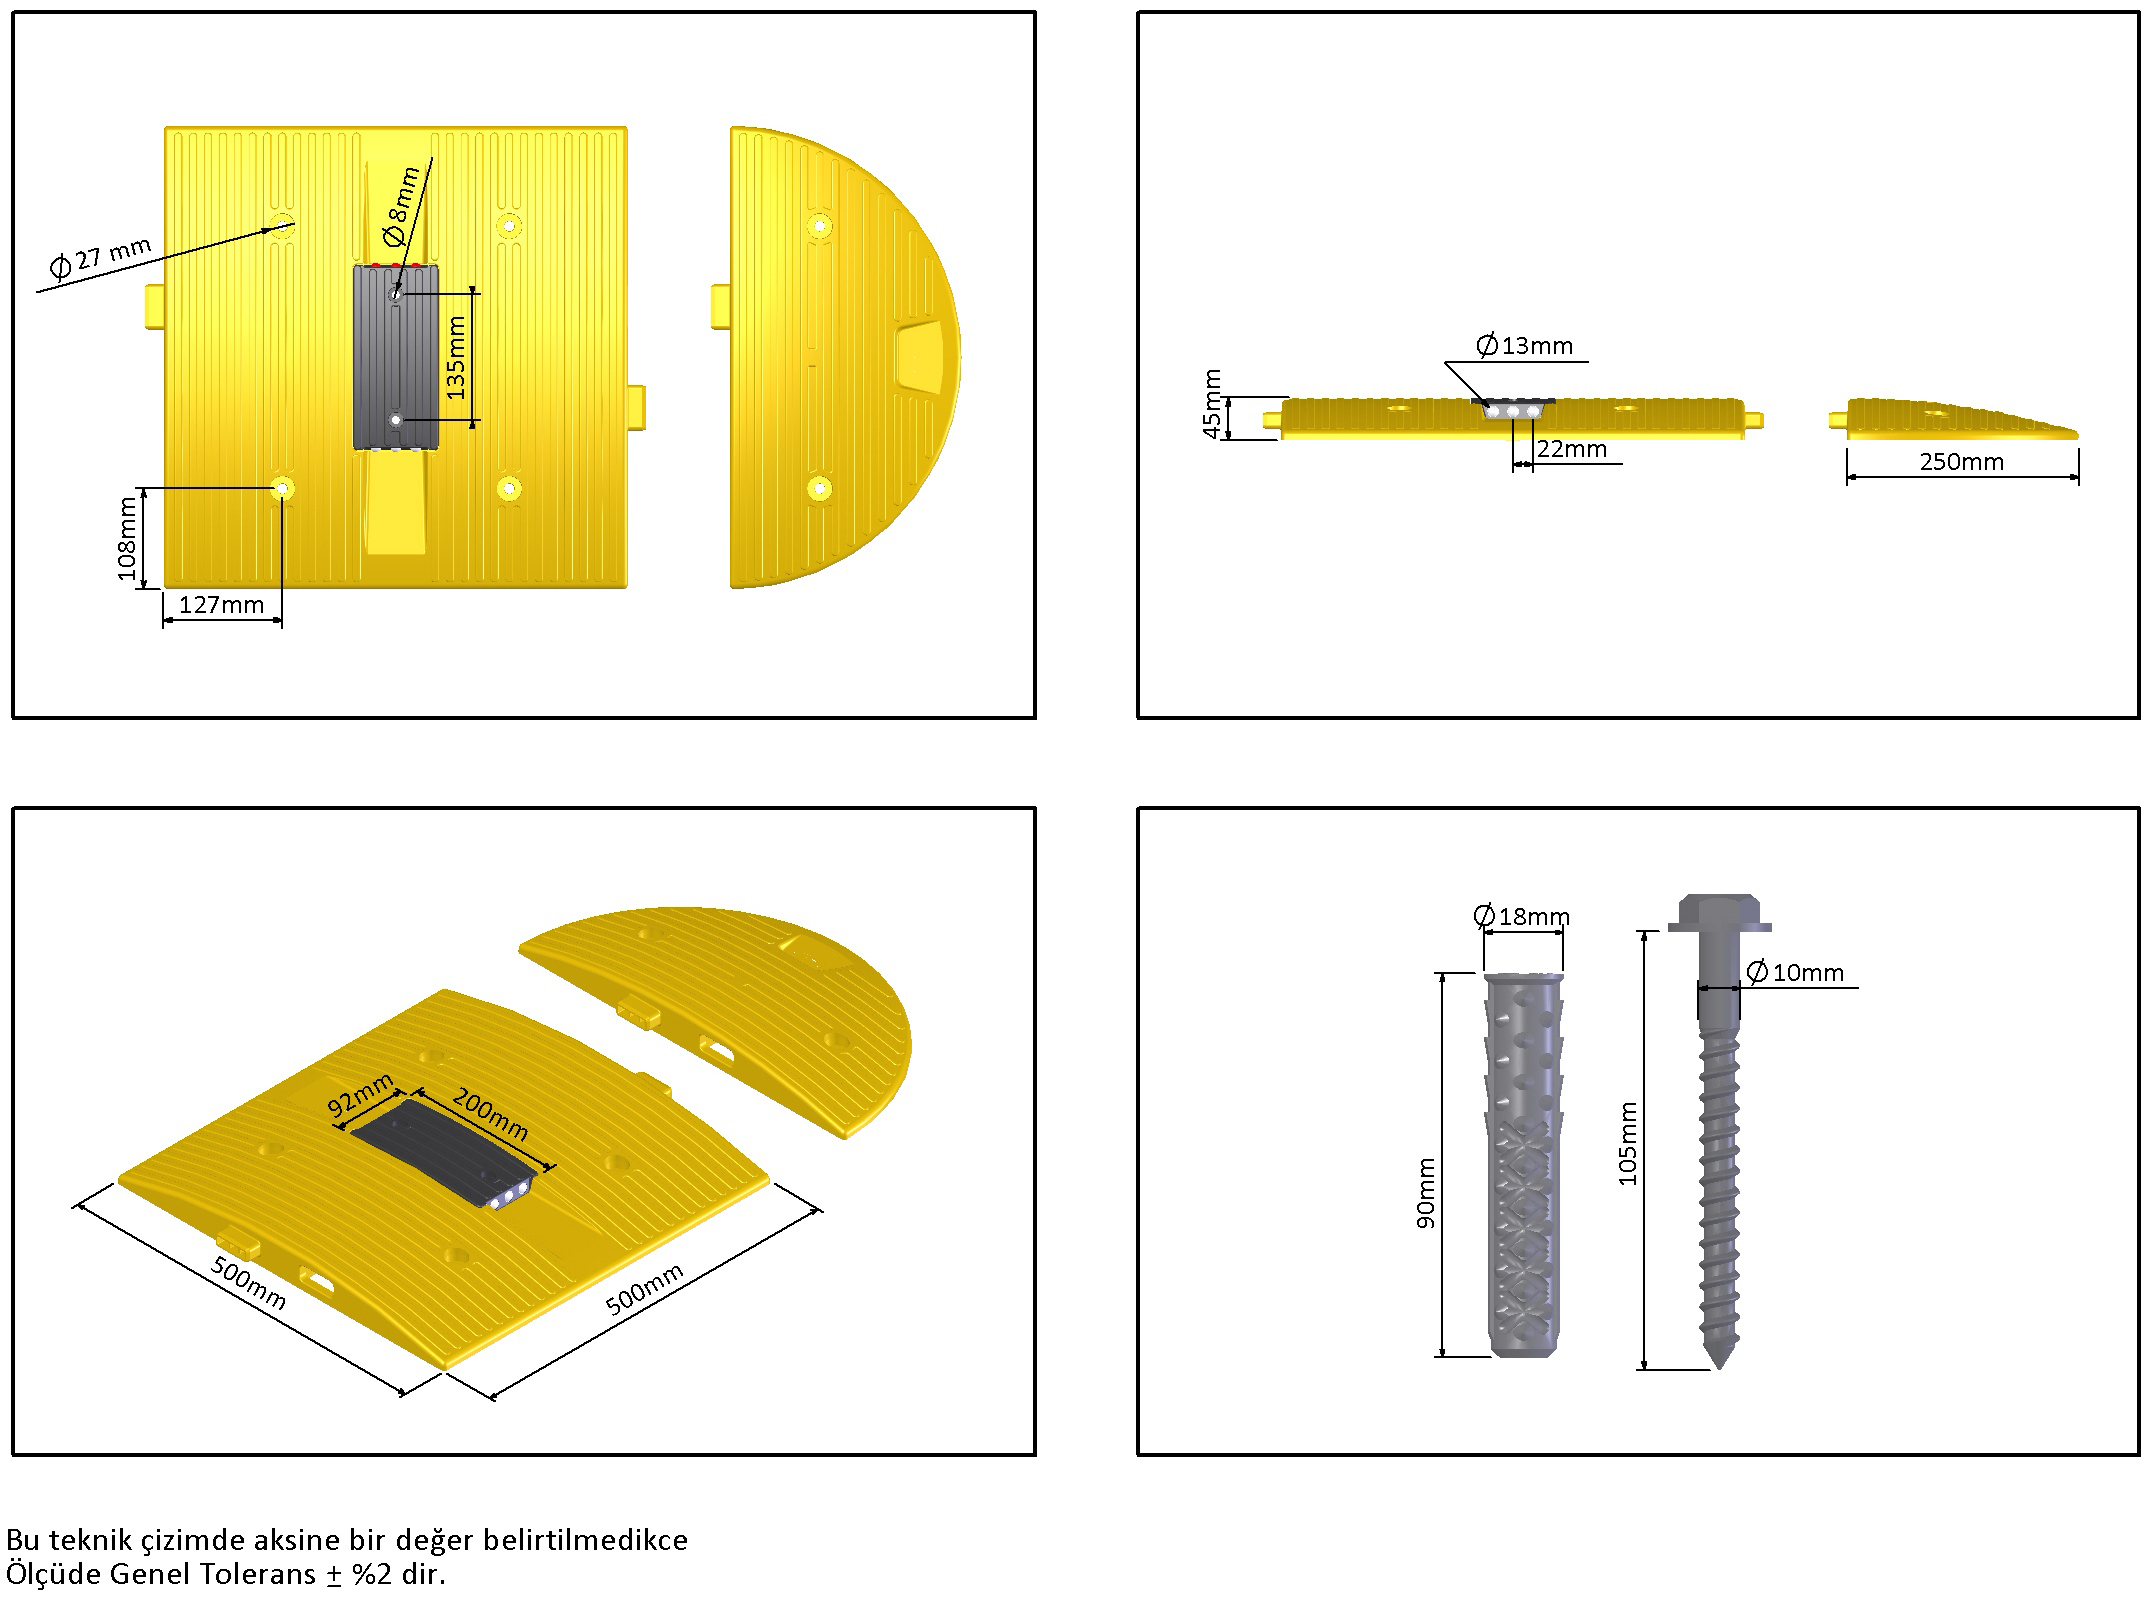 Ø8mm
Ø27 mm
135mm
108mm
127mm
Ø13mm
45mm
22mm
250mm
92mm
200mm
500mm
500mm
Ø18mm
Ø10mm
105mm
90mm
Bu teknik çizimde aksine bir değer belirtilmedikce
Ölçüde Genel Tolerans ± %2 dir.